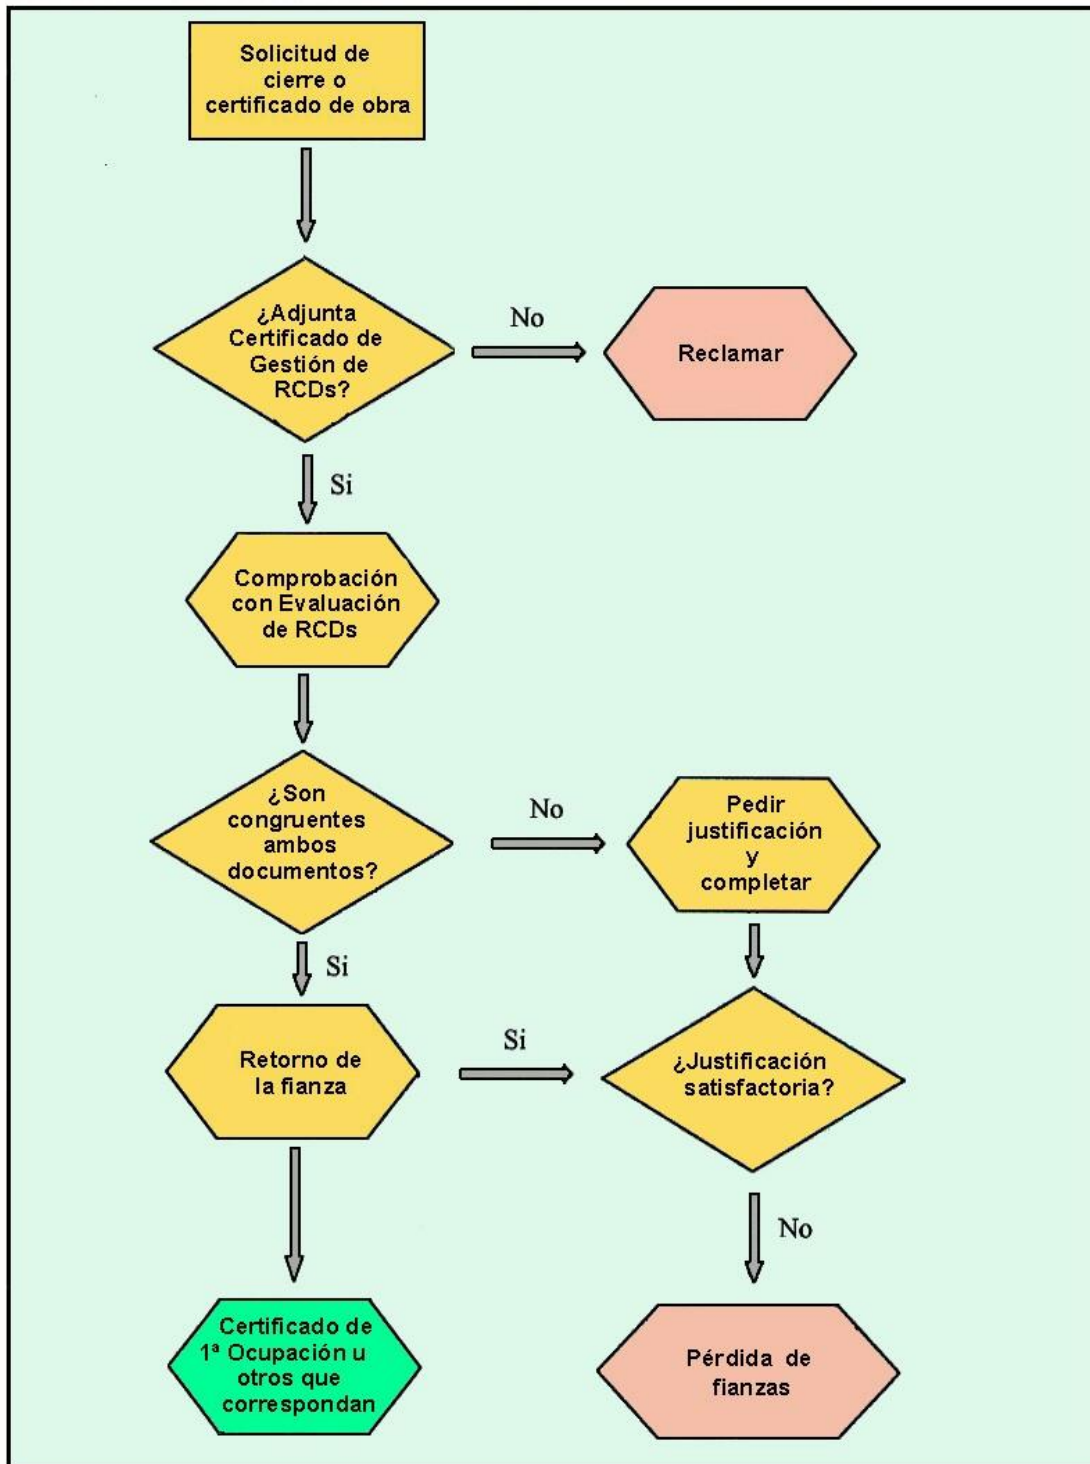 Solicitud de
cierre o
certificado de obra
¿Adjunta
Certificado de
Gestión de
RCDs?
No
Reclamar
Si
Comprobación
con Evaluación
de RCDs
¿Son
congruentes
ambos
documentos?
No
Pedir
justificación
y
completar
Si
Retorno de
la fianza
Si
¿Justificación
satisfactoria?
No
Certificado de
1ª Ocupación u
otros que
correspondan
Pérdida de
fianzas